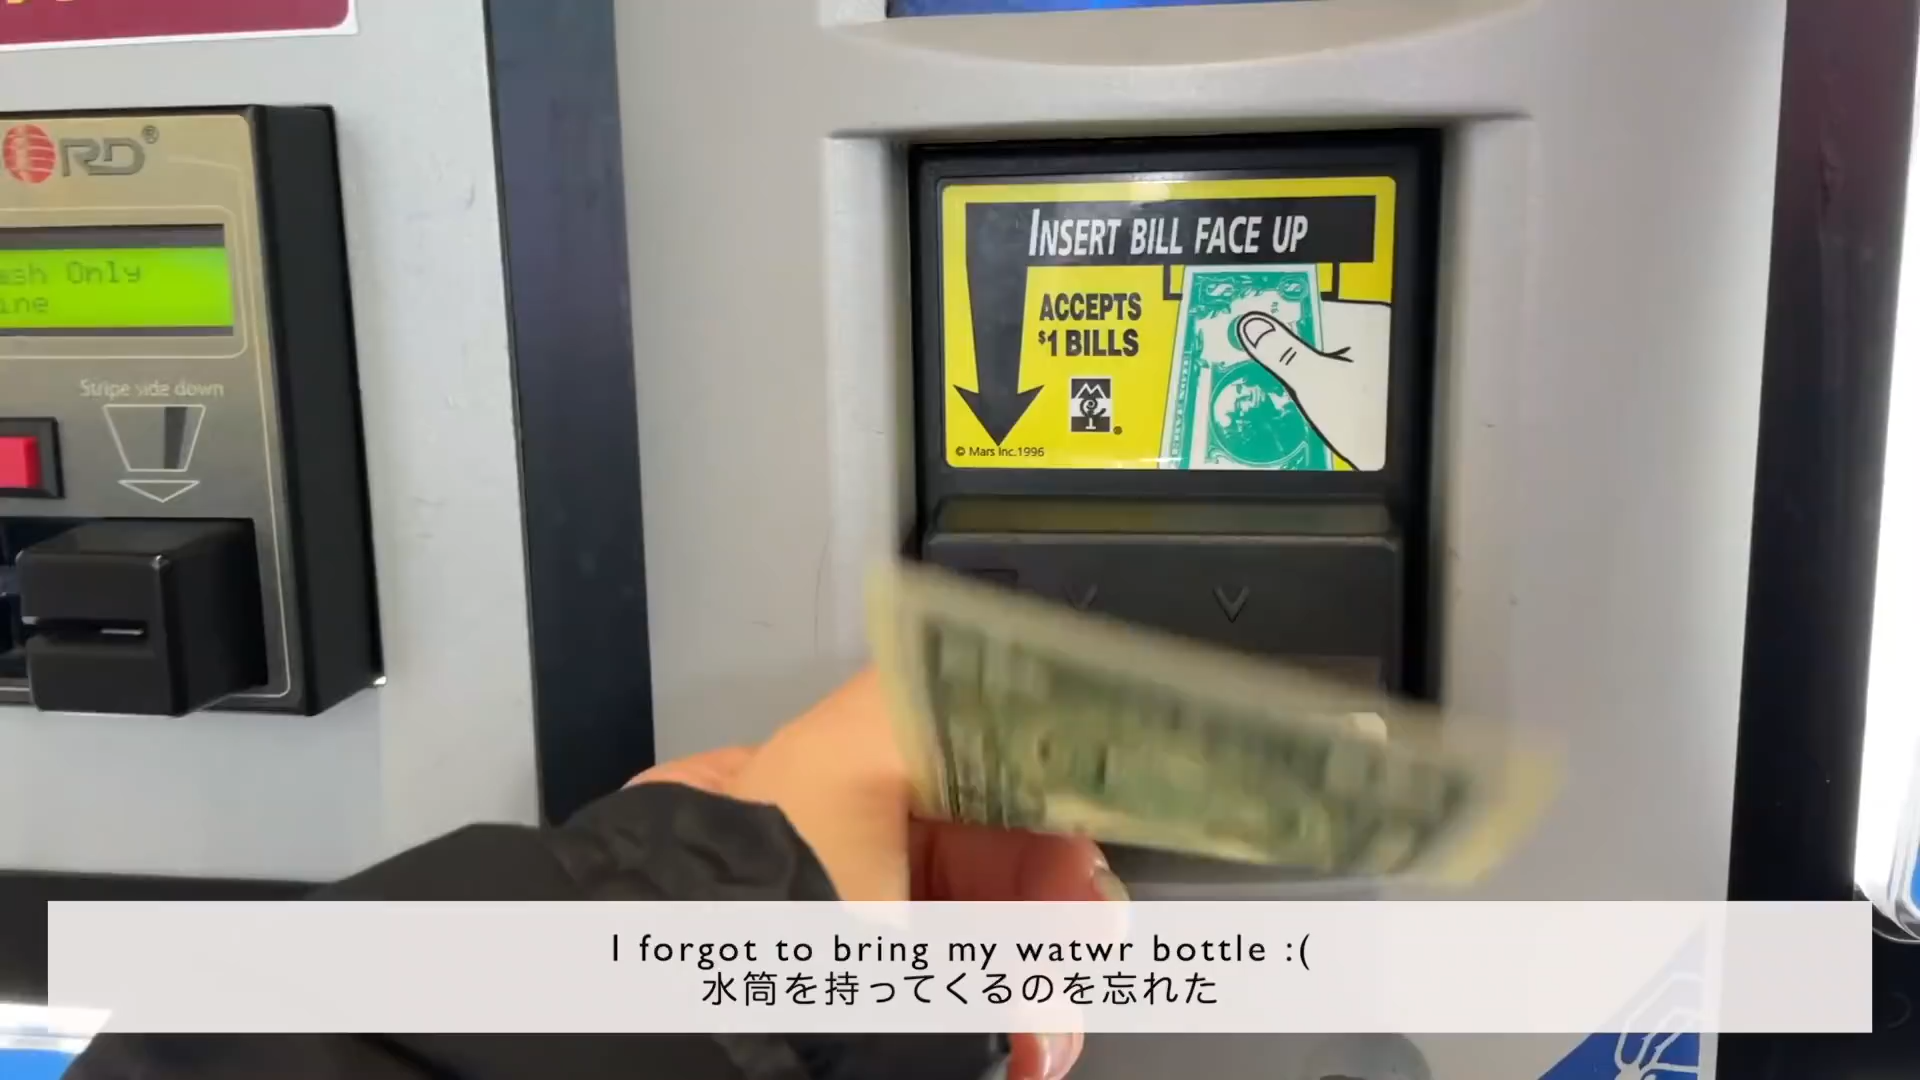 RD®
ash Only
ine
Stripe side down
INSERT BILL FACE UP
ACCEPTS
$1 BILLS
© Mars Inc.1996
I forgot to bring my watwr bottle :(
水筒を持ってくるのを忘れた